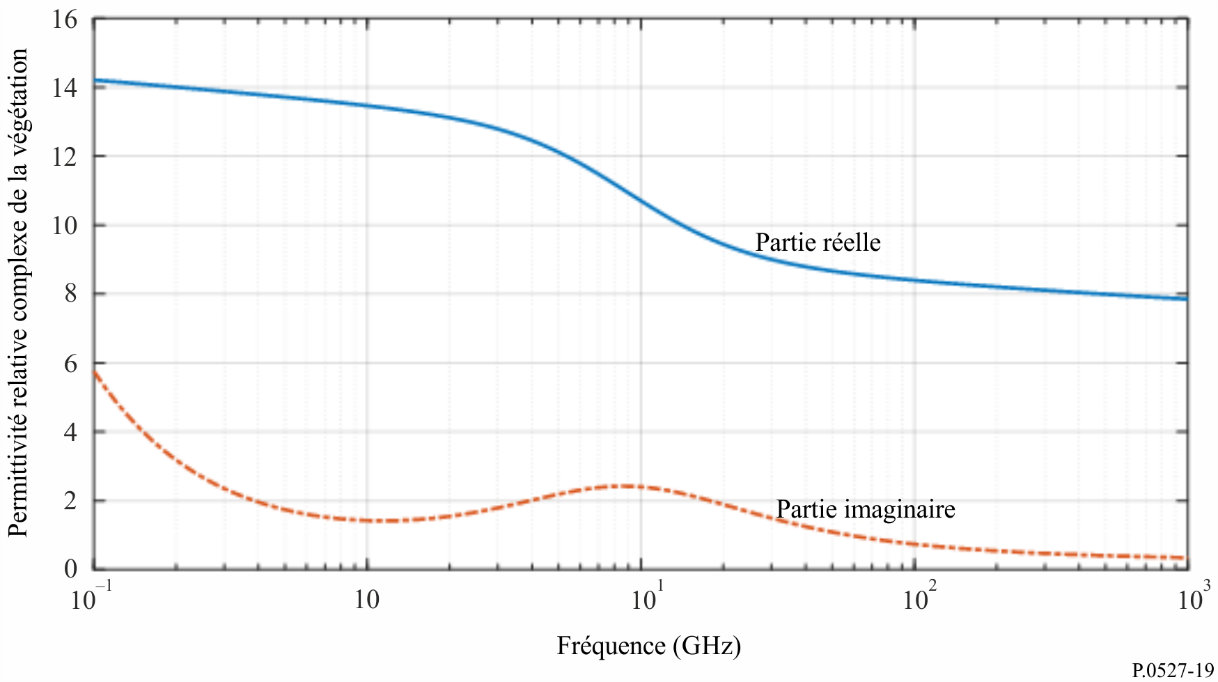 Permittivité relative complexe de la végétation
16
14
12
10
8
6
4
2
0
Partie réelle
Partie imaginaire
10–1 10 101 102 103
Fréquence (GHz)
P.0527-19